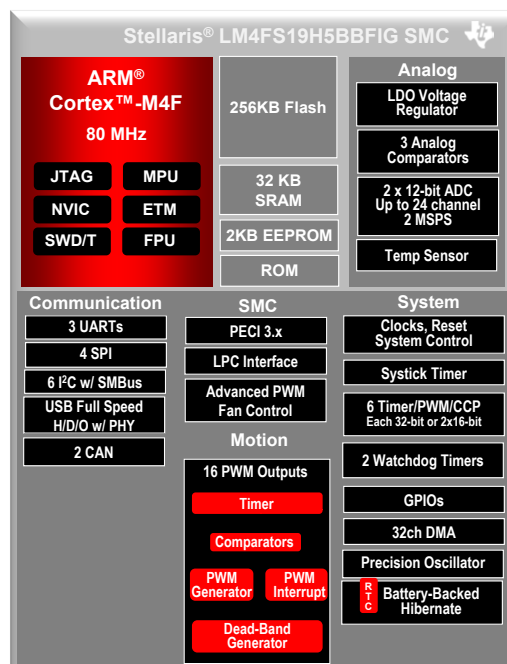 Stellaris® LM4FS19H5BBFIG SMC
ARM®
Cortex™-M4F
80 MHz
JTAG
MPU
NVIC
ETM
SWD/T
FPU
256KB Flash
32 KB
SRAM
2KB EEPROM
ROM
Analog
LDO Voltage
Regulator
3 Analog
Comparators
2 x 12-bit ADC
Up to 24 channel
2 MSPS
Temp Sensor
Communication
3 UARTs
4 SPI
6 I²C w/ SMBus
USB Full Speed
H/D/O w/ PHY
2 CAN
SMC
PECI 3.x
LPC Interface
Advanced PWM
Fan Control
Motion
16 PWM Outputs
Timer
Comparators
PWM
Generator
PWM
Interrupt
Dead-Band
Generator
System
Clocks, Reset
System Control
Systick Timer
6 Timer/PWM/CCP
Each 32-bit or 2x16-bit
2 Watchdog Timers
GPIOs
32ch DMA
Precision Oscillator
RTC
Battery-Backed
Hibernate